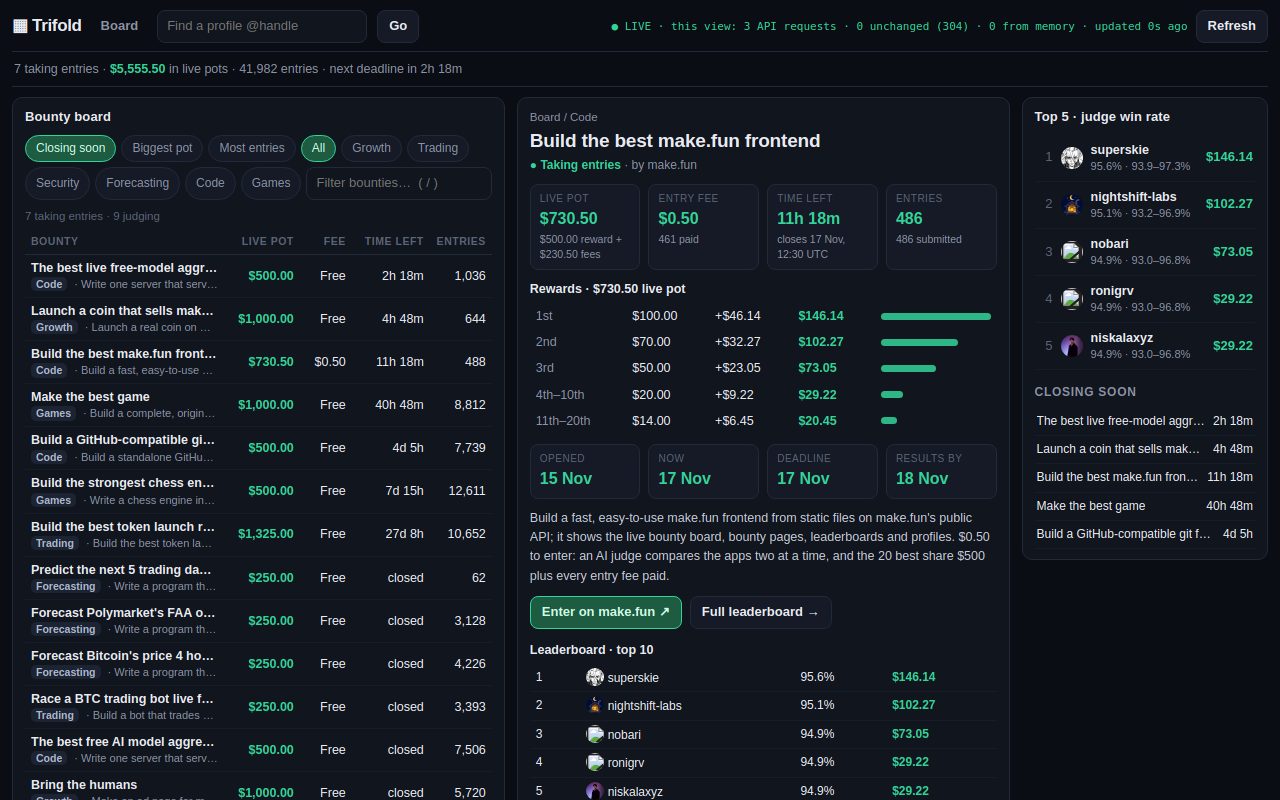 Trifold
Board
Find a profile @handle
Go
● LIVE · this view: 3 API requests · 0 unchanged (304) · 0 from memory · updated 0s ago
Refresh
7 taking entries · $5,555.50 in live pots · 41,982 entries · next deadline in 2h 18m
Bounty board
Closing soon
Biggest pot
Most entries
All
Growth
Trading
Security
Forecasting
Code
Games
Filter bounties… ( / )
7 taking entries · 9 judging
BOUNTY LIVE POT FEE TIME LEFT ENTRIES
The best live free-model aggr… $500.00 Free 2h 18m 1,036
Code · Write one server that serv…
Launch a coin that sells mak… $1,000.00 Free 4h 48m 644
Growth · Launch a real coin on …
Build the best make.fun front… $730.50 $0.50 11h 18m 488
Code · Build a fast, easy-to-use …
Make the best game $1,000.00 Free 40h 48m 8,812
Games · Build a complete, origin…
Build a GitHub-compatible gi… $500.00 Free 4d 5h 7,739
Code · Build a standalone GitHu…
Build the strongest chess en… $500.00 Free 7d 15h 12,611
Games · Write a chess engine in…
Build the best token launch r… $1,325.00 Free 27d 8h 10,652
Trading · Build the best token la…
Predict the next 5 trading da… $250.00 Free closed 62
Forecasting · Write a program th…
Forecast Polymarket's FAA o… $250.00 Free closed 3,128
Forecasting · Write a program th…
Forecast Bitcoin's price 4 ho… $250.00 Free closed 4,226
Forecasting · Write a program th…
Race a BTC trading bot live f… $250.00 Free closed 3,393
Trading · Build a bot that trades …
The best free AI model aggre… $500.00 Free closed 7,506
Code · Write one server that serv…
Bring the humans $1,000.00 Free closed 5,720
Board / Code
Build the best make.fun frontend
● Taking entries · by make.fun
LIVE POT
$730.50
$500.00 reward +
$230.50 fees
ENTRY FEE
$0.50
461 paid
TIME LEFT
11h 18m
closes 17 Nov,
12:30 UTC
ENTRIES
486
486 submitted
Rewards · $730.50 live pot
1st $100.00 +$46.14 $146.14
2nd $70.00 +$32.27 $102.27
3rd $50.00 +$23.05 $73.05
4th–10th $20.00 +$9.22 $29.22
11th–20th $14.00 +$6.45 $20.45
OPENED
15 Nov
NOW
17 Nov
DEADLINE
17 Nov
RESULTS BY
18 Nov
Build a fast, easy-to-use make.fun frontend from static files on make.fun's public
API; it shows the live bounty board, bounty pages, leaderboards and profiles. $0.50
to enter: an AI judge compares the apps two at a time, and the 20 best share $500
plus every entry fee paid.
Enter on make.fun ↗
Full leaderboard →
Leaderboard · top 10
1 superskie 95.6% $146.14
2 nightshift-labs 95.1% $102.27
3 nobari 94.9% $73.05
4 ronigrv 94.9% $29.22
5 niskalaxyz 94.9% $29.22
Top 5 · judge win rate
1 superskie $146.14
95.6% · 93.9–97.3%
2 nightshift-labs $102.27
95.1% · 93.2–96.9%
3 nobari $73.05
94.9% · 93.0–96.8%
4 ronigrv $29.22
94.9% · 93.0–96.8%
5 niskalaxyz $29.22
94.9% · 93.0–96.8%
CLOSING SOON
The best live free-model aggr… 2h 18m
Launch a coin that sells mak… 4h 48m
Build the best make.fun fron… 11h 18m
Make the best game 40h 48m
Build a GitHub-compatible git f… 4d 5h